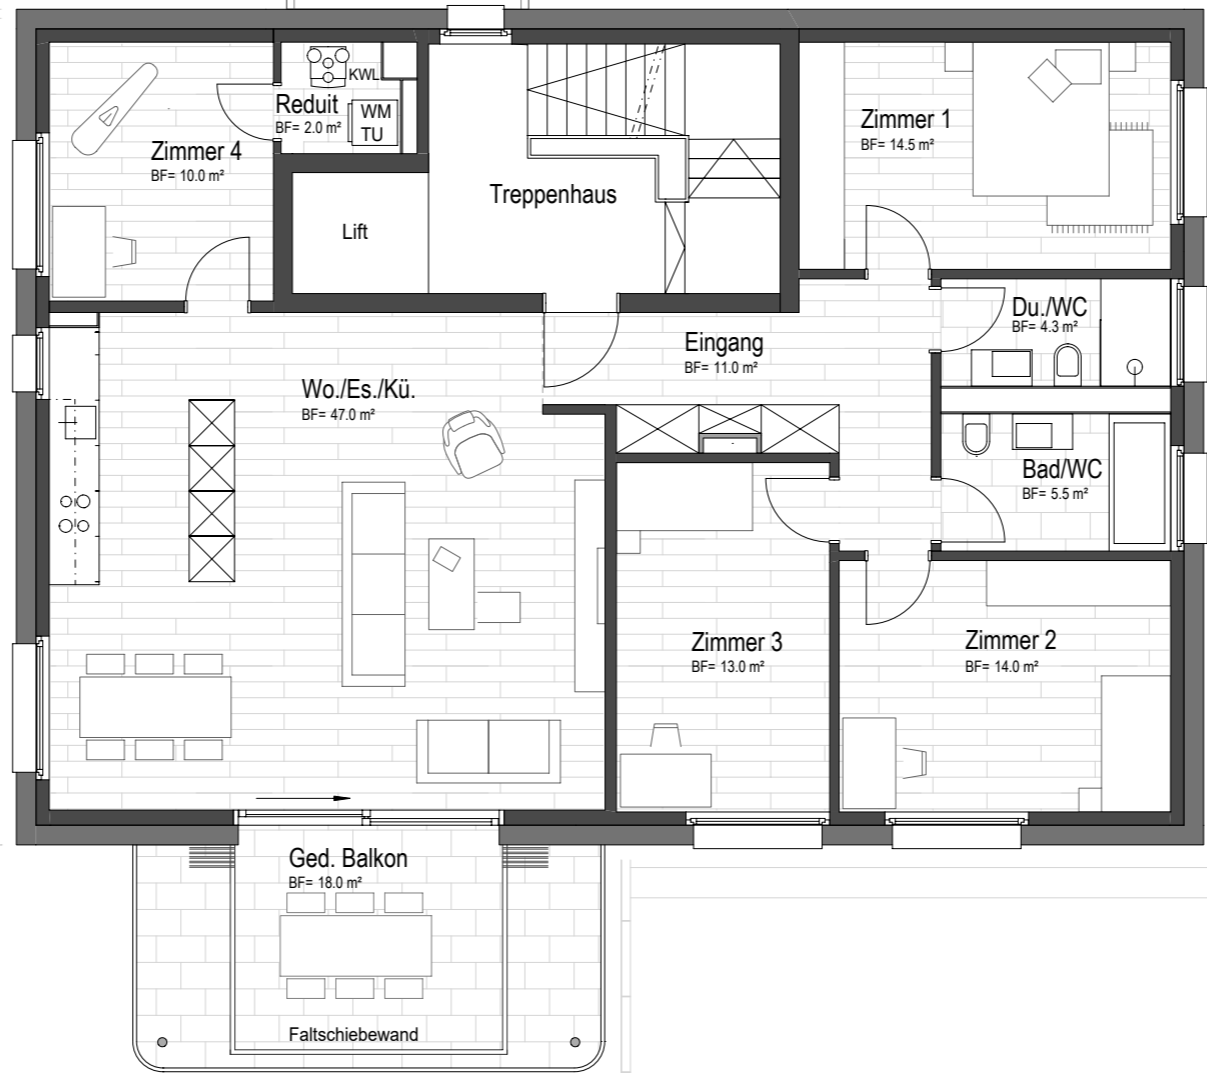 KWL
Reduit
BF= 2.0 m²
WM
TU
Zimmer 4
BF= 10.0 m²
Lift
Treppenhaus
Zimmer 1
BF= 14.5 m²
Du./WC
BF= 4.3 m²
Eingang
BF= 11.0 m²
Wo./Es./Kü.
BF= 47.0 m²
Bad/WC
BF= 5.5 m²
Zimmer 3
BF= 13.0 m²
Zimmer 2
BF= 14.0 m²
Ged. Balkon
BF= 18.0 m²
Faltschiebewand